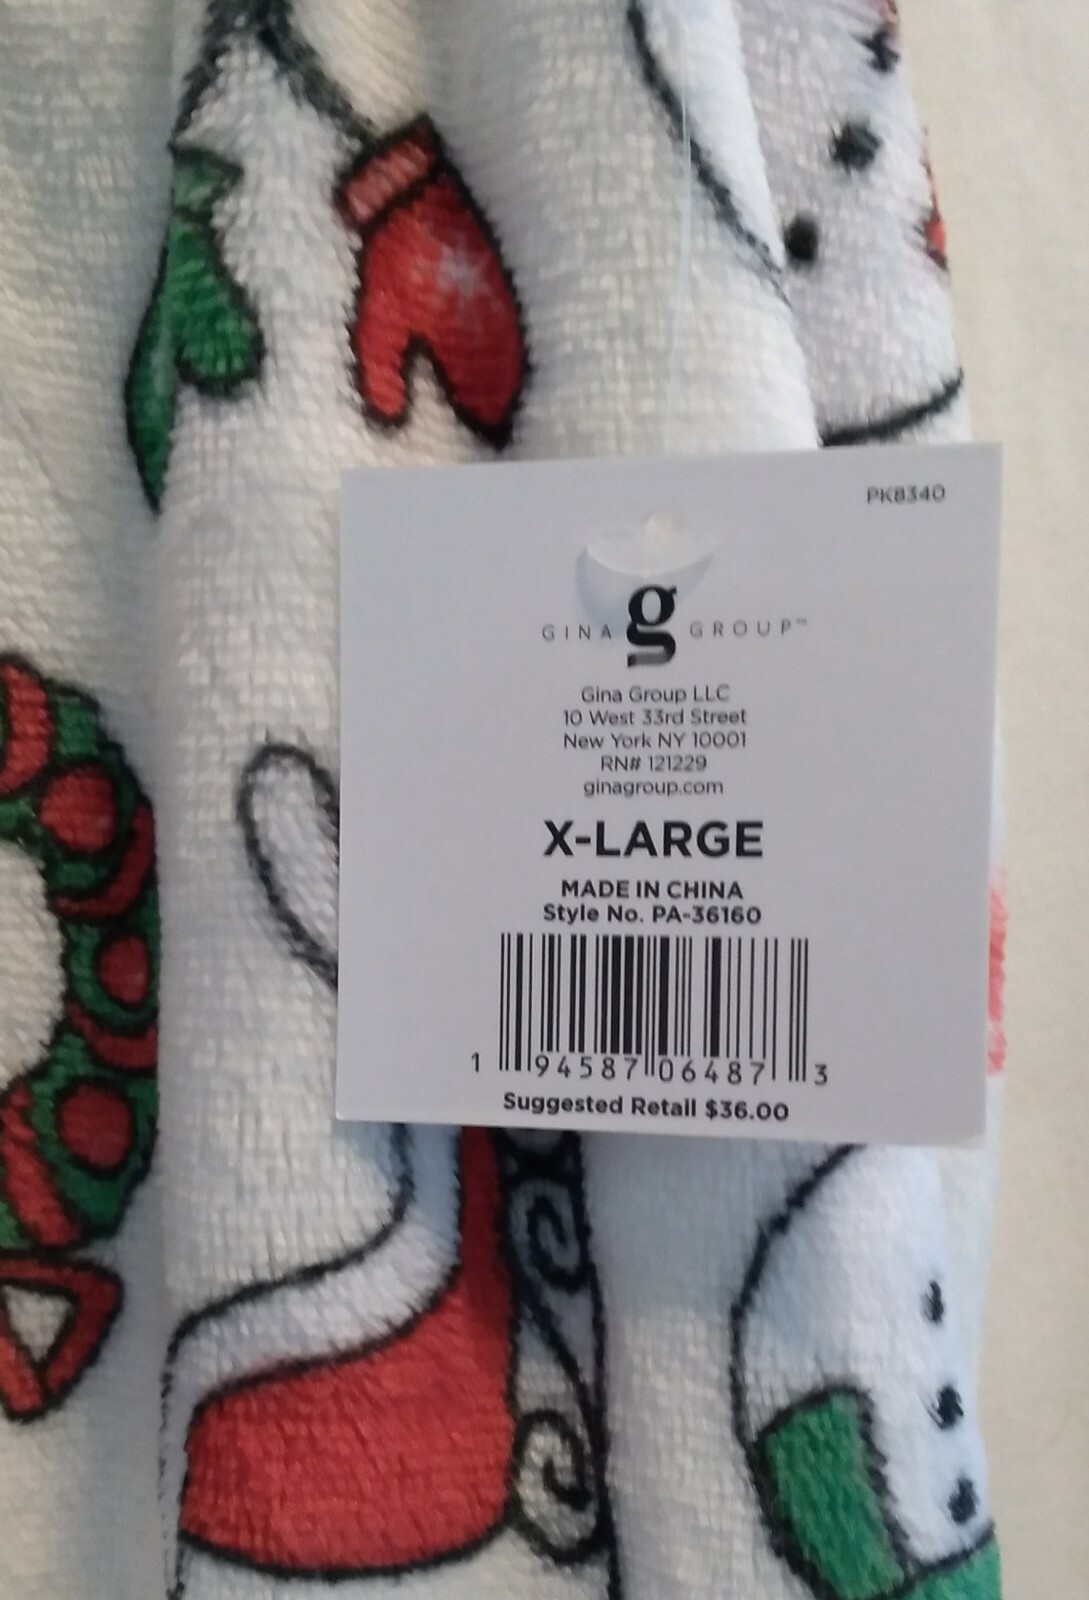 PK8340
GINA g GROUP™
Gina Group LLC
10 West 33rd Street
New York NY 10001
RN# 121229
ginagroup.com
X-LARGE
MADE IN CHINA
Style No. PA-36160
1 94587 06487 3
Suggested Retail $36.00